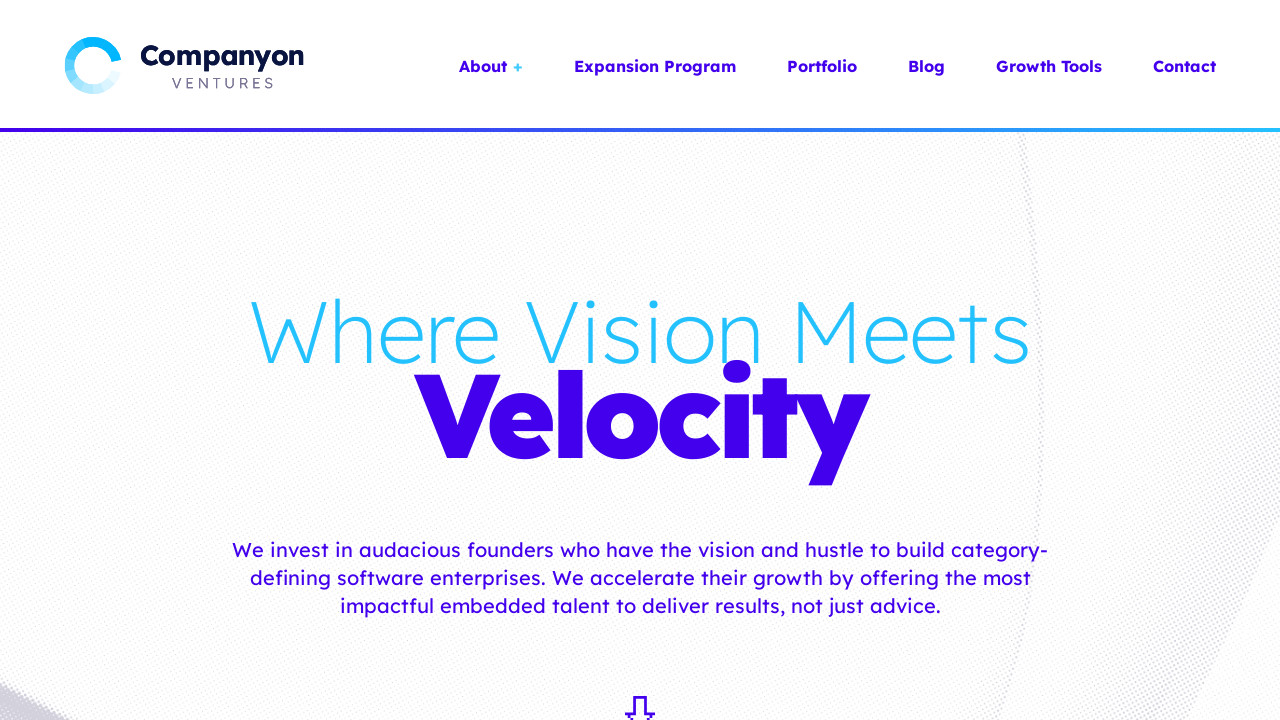 Companyon
VENTURES
About +
Expansion Program
Portfolio
Blog
Growth Tools
Contact
Where Vision Meets
Velocity
We invest in audacious founders who have the vision and hustle to build category-
defining software enterprises. We accelerate their growth by offering the most
impactful embedded talent to deliver results, not just advice.